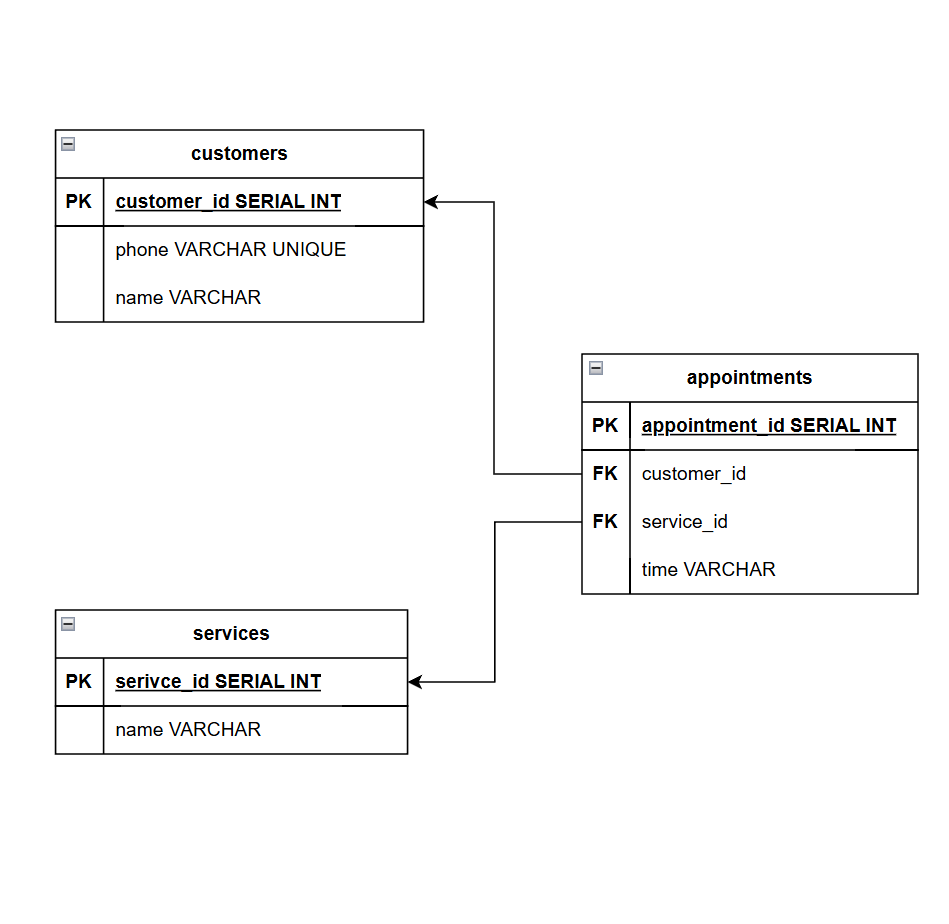 customers
PK customer_id SERIAL INT
phone VARCHAR UNIQUE
name VARCHAR
appointments
PK appointment_id SERIAL INT
FK customer_id
FK service_id
time VARCHAR
services
PK serivce_id SERIAL INT
name VARCHAR